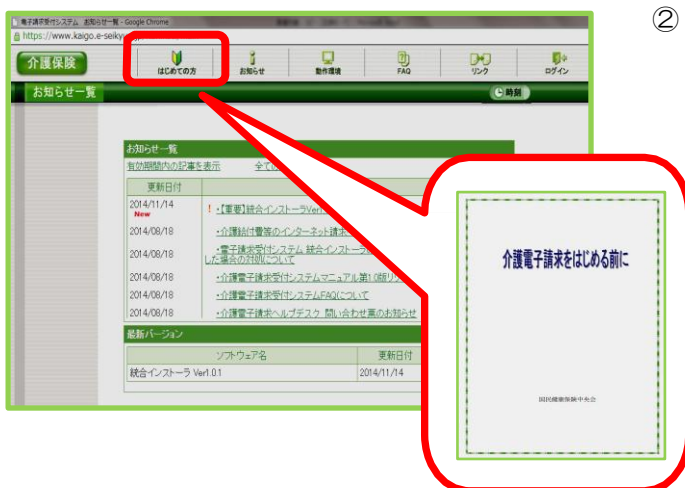 ②
電子請求受付システム お知らせ一覧 - Google Chrome
https://www.kaigo.e-seiky
介護保険
はじめての方
お知らせ
動作環境
FAQ
リンク
ログイン
お知らせ一覧
時刻
お知らせ一覧
有効期間内の記事を表示 全ての
更新日付
2014/11/14 ！・【重要】統合インストーラVer1.
New
2014/08/18 ・介護給付費等のインターネット請求
2014/08/18 ・電子請求受付システム 統合インストーラ
した場合の対処について
2014/08/18 ・介護電子請求受付システムマニュアル第1.0版リリ
2014/08/18 ・介護電子請求受付システムFAQについて
2014/08/18 ・介護電子請求ヘルプデスク 問い合わせ票のお知らせ
最新バージョン
ソフトウェア名 更新日付
統合インストーラ Ver1.0.1 2014/11/14
介護電子請求をはじめる前に
国民健康保険中央会